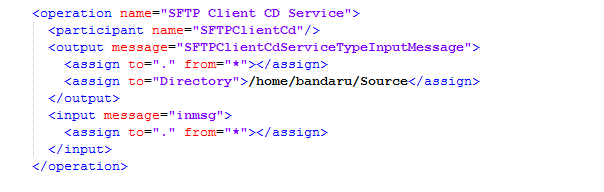 <operation name="SFTP Client CD Service">
<participant name="SFTPClientCd"/>
<output message="SFTPClientCdServiceTypeInputMessage">
<assign to="." from="*"></assign>
<assign to="Directory">/home/bandaru/Source</assign>
</output>
<input message="inmsg">
<assign to="." from="*"></assign>
</input>
</operation>